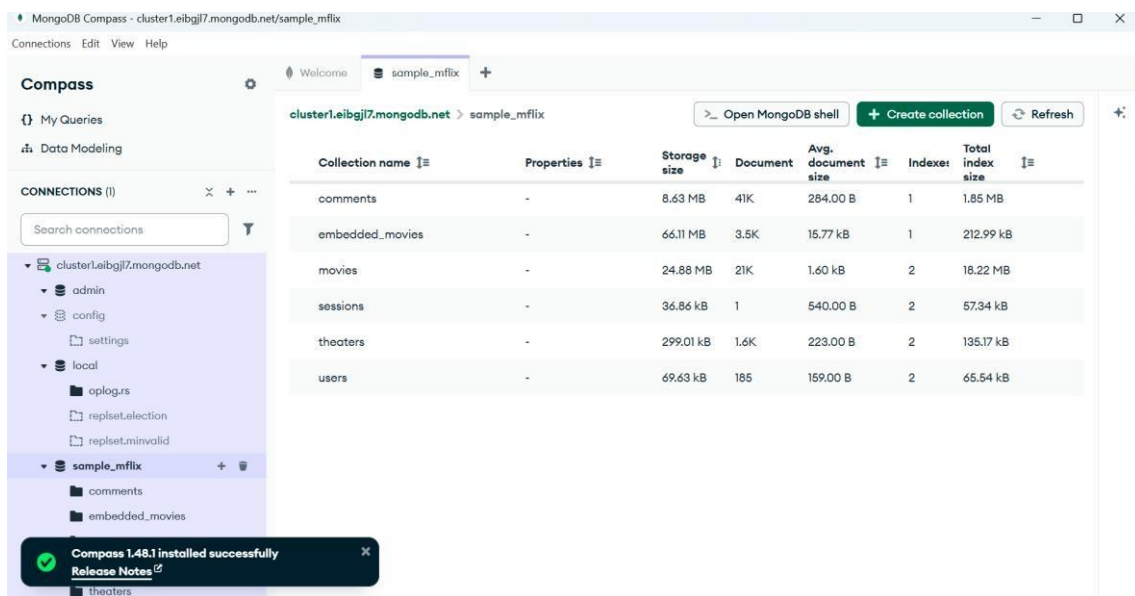 MongoDB Compass - cluster1.eibgjl7.mongodb.net/sample_mflix
Connections Edit View Help
Compass
My Queries
Data Modeling
CONNECTIONS (1)
Search connections
cluster1.eibgjl7.mongodb.net
admin
config
settings
local
oplog.rs
replset.election
replset.minvalid
sample_mflix
comments
embedded_movies
theaters
Compass 1.48.1 installed successfully
Release Notes
Welcome sample_mflix
cluster1.eibgjl7.mongodb.net > sample_mflix
>_ Open MongoDB shell + Create collection Refresh
Collection name Properties Storage size Document Avg. document size Indexes Total index size
comments - 8.63 MB 41K 284.00 B 1 1.85 MB
embedded_movies - 66.11 MB 3.5K 15.77 kB 1 212.99 kB
movies - 24.88 MB 21K 1.60 kB 2 18.22 MB
sessions - 36.86 kB 1 540.00 B 2 57.34 kB
theaters - 299.01 kB 1.6K 223.00 B 2 135.17 kB
users - 69.63 kB 185 159.00 B 2 65.54 kB